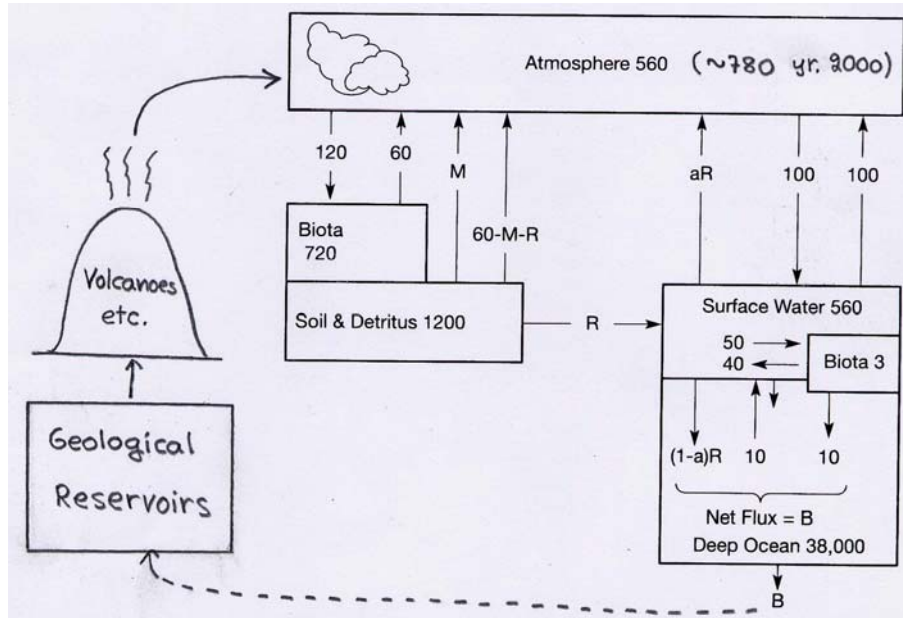 Atmosphere 560 (~780 yr. 2000)
120
60
M
60-M-R
aR
100
100
Biota
720
Volcanoes
etc.
Soil & Detritus 1200
R
Surface Water 560
50
40
Biota 3
Geological
Reservoirs
(1-a)R
10
10
Net Flux = B
Deep Ocean 38,000
B